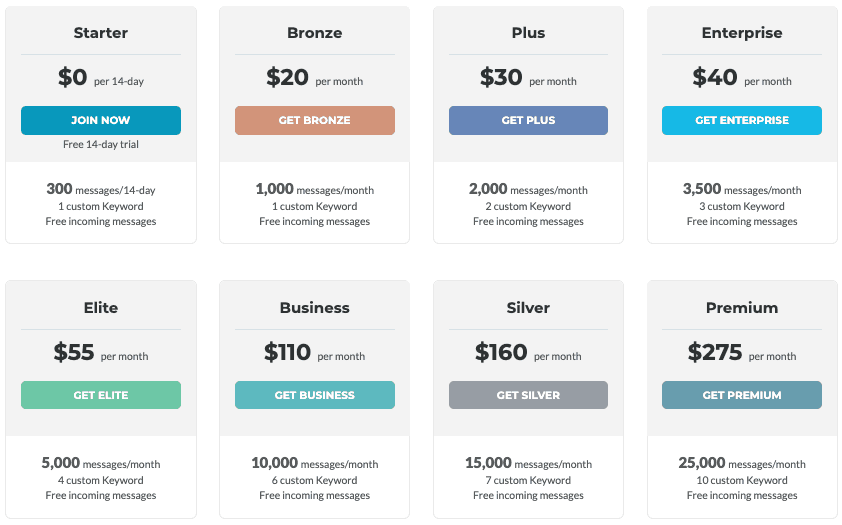 Starter
$0 per 14-day
JOIN NOW
Free 14-day trial
300 messages/14-day
1 custom Keyword
Free incoming messages
Bronze
$20 per month
GET BRONZE
1,000 messages/month
1 custom Keyword
Free incoming messages
Plus
$30 per month
GET PLUS
2,000 messages/month
2 custom Keyword
Free incoming messages
Enterprise
$40 per month
GET ENTERPRISE
3,500 messages/month
3 custom Keyword
Free incoming messages
Elite
$55 per month
GET ELITE
5,000 messages/month
4 custom Keyword
Free incoming messages
Business
$110 per month
GET BUSINESS
10,000 messages/month
6 custom Keyword
Free incoming messages
Silver
$160 per month
GET SILVER
15,000 messages/month
7 custom Keyword
Free incoming messages
Premium
$275 per month
GET PREMIUM
25,000 messages/month
10 custom Keyword
Free incoming messages